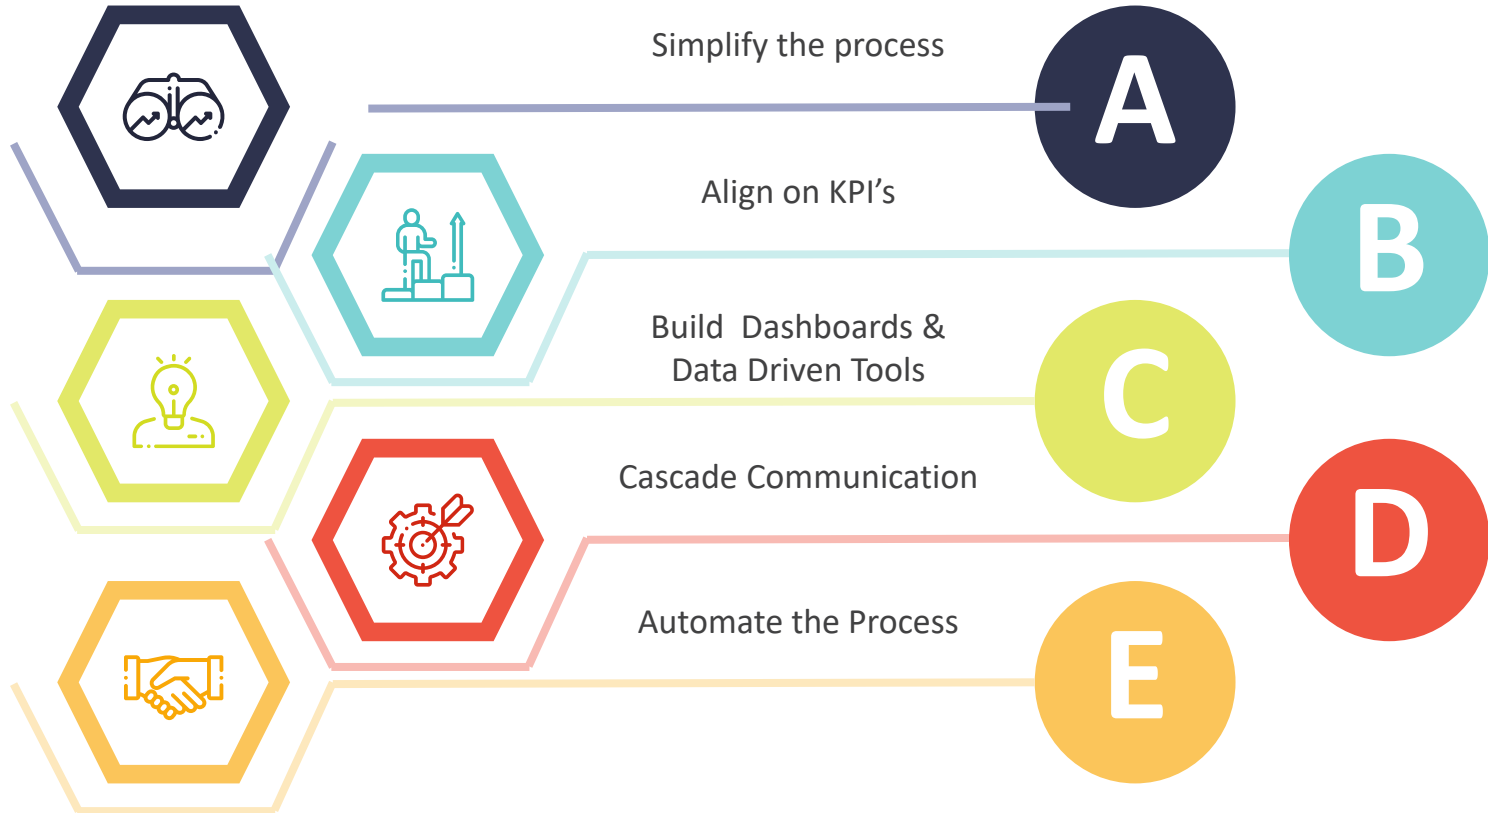 Simplify the process
A
Align on KPI’s
B
Build  Dashboards &
Data Driven Tools
C
Cascade Communication
D
Automate the Process
E